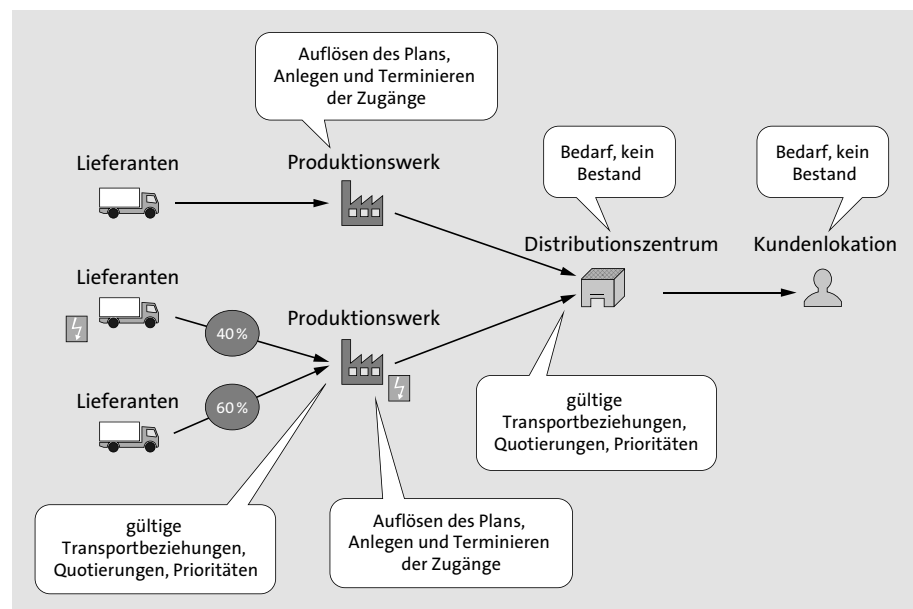 Auflösen des Plans,
Anlegen und Terminieren
der Zugänge
Lieferanten
Produktionswerk
Bedarf, kein
Bestand
Bedarf, kein
Bestand
Distributionszentrum
Kundenlokation
Lieferanten
40 %
Produktionswerk
Lieferanten
60 %
gültige
Transportbeziehungen,
Quotierungen, Prioritäten
gültige
Transportbeziehungen,
Quotierungen, Prioritäten
Auflösen des Plans,
Anlegen und Terminieren
der Zugänge